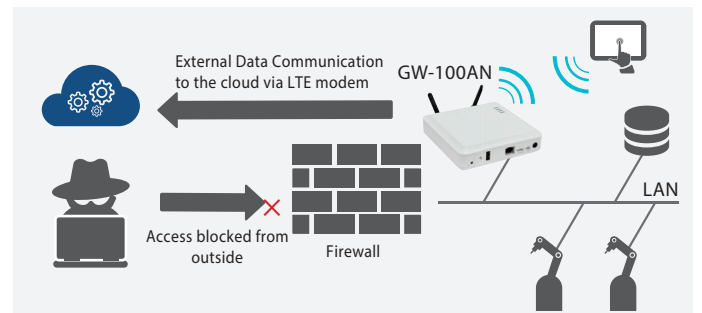 External Data Communication
to the cloud via LTE modem
GW-100AN
LAN
Access blocked from
outside
Firewall